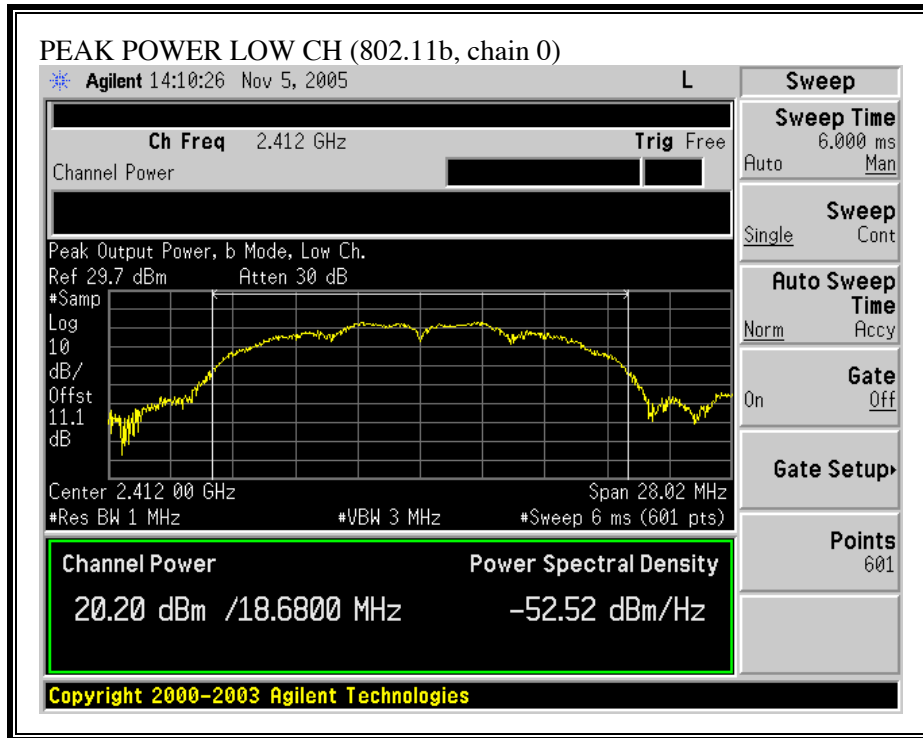 PEAK POWER LOW CH (802.11b, chain 0)
Agilent 14:10:26 Nov 5, 2005 L
Sweep
Ch Freq 2.412 GHz Trig Free
Channel Power
Sweep Time
6.000 ms
Auto Man
Sweep
Single Cont
Auto Sweep
Time
Norm Accy
Gate
On Off
Gate Setup
Points
601
Peak Output Power, b Mode, Low Ch.
Ref 29.7 dBm Atten 30 dB
#Samp
Log
10
dB/
Offst
11.1
dB
Center 2.412 00 GHz Span 28.02 MHz
#Res BW 1 MHz #VBW 3 MHz #Sweep 6 ms (601 pts)
Channel Power Power Spectral Density
20.20 dBm /18.6800 MHz -52.52 dBm/Hz
Copyright 2000-2003 Agilent Technologies